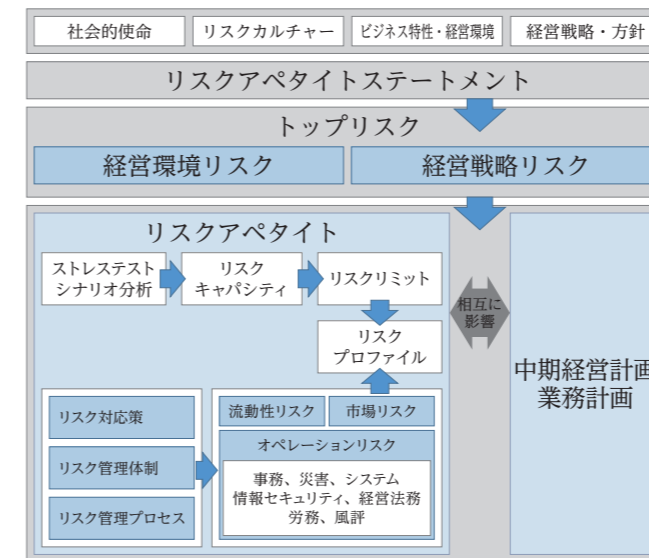 社会的使命
リスクカルチャー
ビジネス特性・経営環境
経営戦略・方針
リスクアペタイトステートメント
トップリスク
経営環境リスク
経営戦略リスク
リスクアペタイト
ストレステスト
シナリオ分析
リスク
キャパシティ
リスクリミット
相互に
影響
リスク
プロファイル
中期経営計画
業務計画
リスク対応策
リスク管理体制
リスク管理プロセス
流動性リスク
市場リスク
オペレーションリスク
事務、災害、システム
情報セキュリティ、経営法務
労務、風評